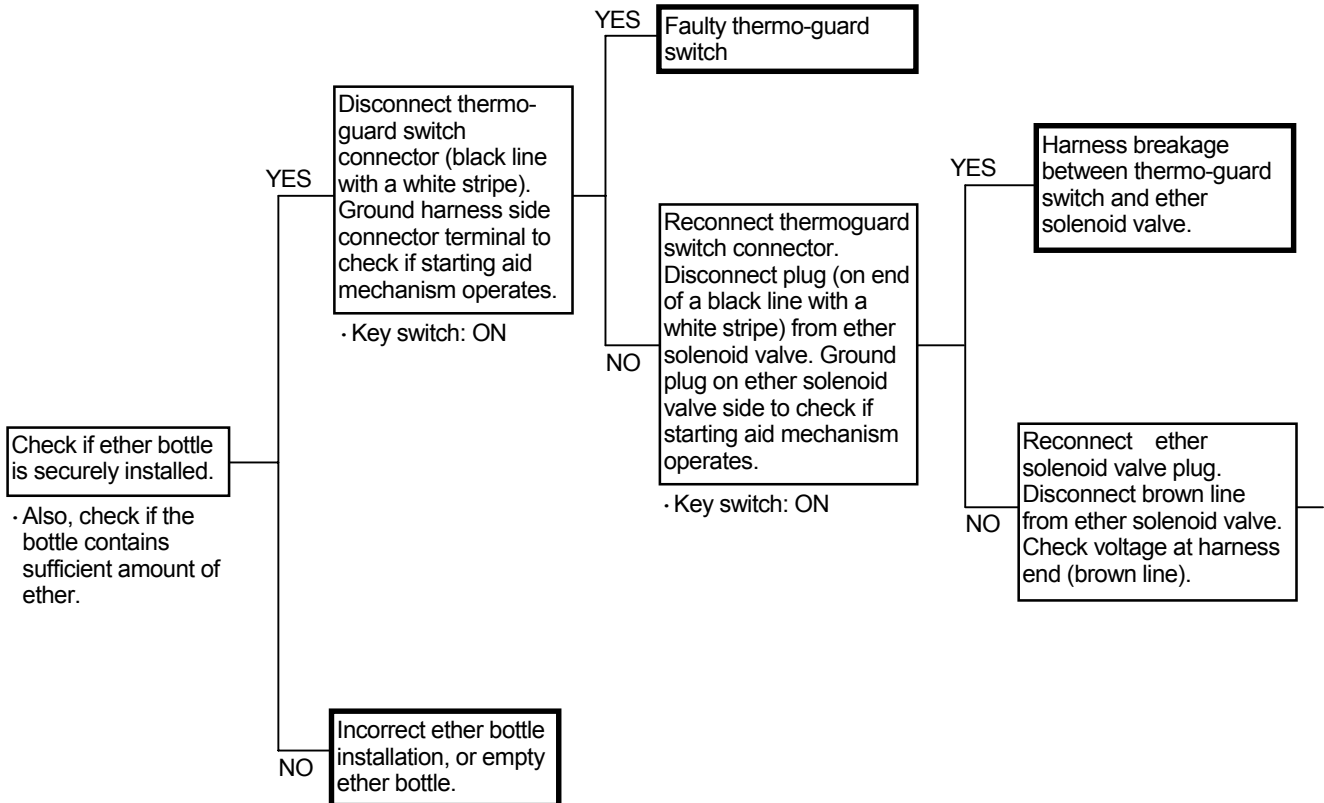 YES
Faulty thermo-guard
switch
Disconnect thermo-
guard switch
connector (black line
with a white stripe).
Ground harness side
connector terminal to
check if starting aid
mechanism operates.
· Key switch: ON
YES
NO
Reconnect thermoguard
switch connector.
Disconnect plug (on end
of a black line with a
white stripe) from ether
solenoid valve. Ground
plug on ether solenoid
valve side to check if
starting aid mechanism
operates.
· Key switch: ON
YES
Harness breakage
between thermo-guard
switch and ether
solenoid valve.
NO
Reconnect ether
solenoid valve plug.
Disconnect brown line
from ether solenoid valve.
Check voltage at harness
end (brown line).
Check if ether bottle
is securely installed.
· Also, check if the
bottle contains
sufficient amount of
ether.
NO
Incorrect ether bottle
installation, or empty
ether bottle.